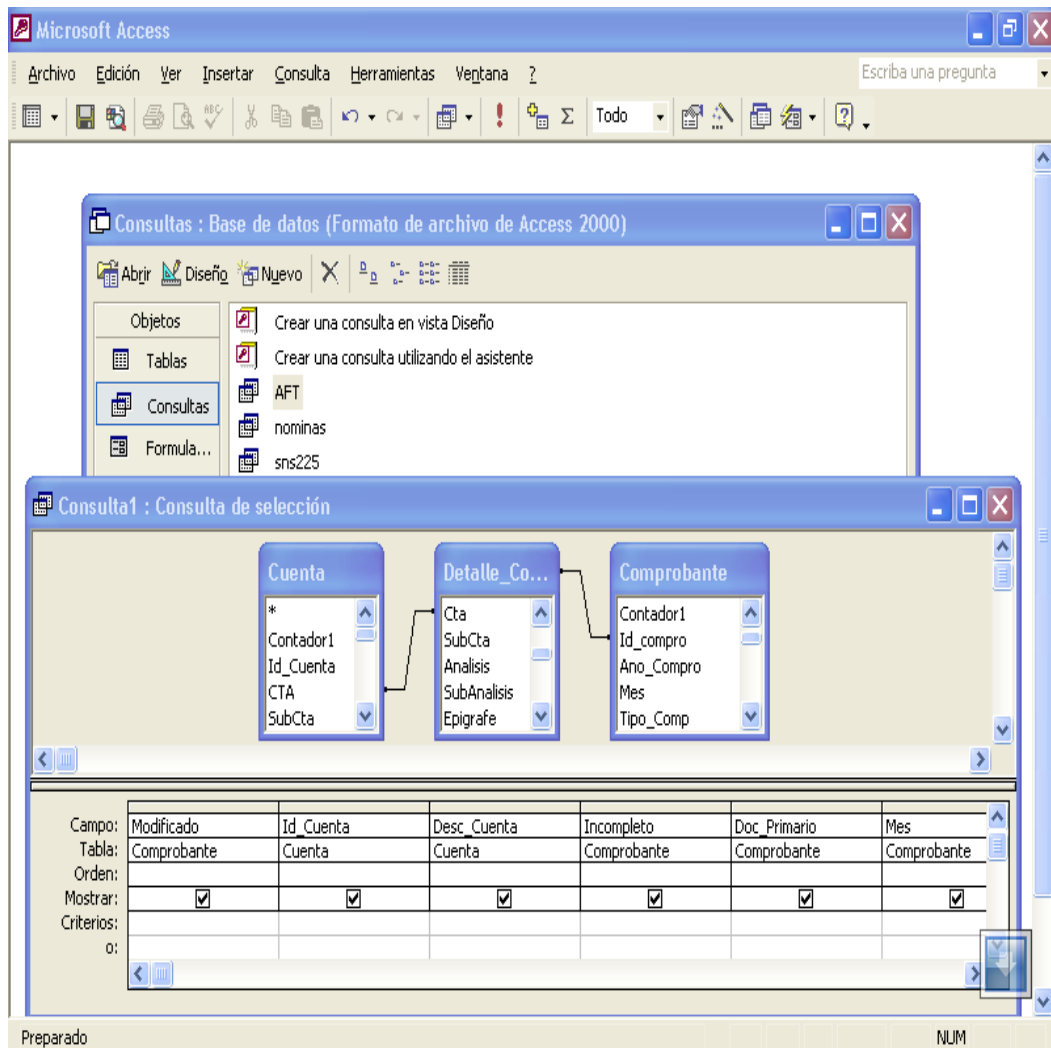 Microsoft Access
Archivo Edición Ver Insertar Consulta Herramientas Ventana ?
Escriba una pregunta
ABC
Σ Todo
Consultas : Base de datos (Formato de archivo de Access 2000)
Abrir Diseño Nuevo
Objetos
Tablas
Consultas
Formula...
Crear una consulta en vista Diseño
Crear una consulta utilizando el asistente
AFT
nominas
sns225
Consulta1 : Consulta de selección
Cuenta
*
Contador1
Id_Cuenta
CTA
SubCta
Detalle_Co...
Cta
SubCta
Analisis
SubAnalisis
Epigrafe
Comprobante
Contador1
Id_compro
Ano_Compro
Mes
Tipo_Comp
Campo: Modificado Id_Cuenta Desc_Cuenta Incompleto Doc_Primario Mes
Tabla: Comprobante Cuenta Cuenta Comprobante Comprobante Comprobante
Orden:
Mostrar:
Criterios:
o:
Preparado NUM